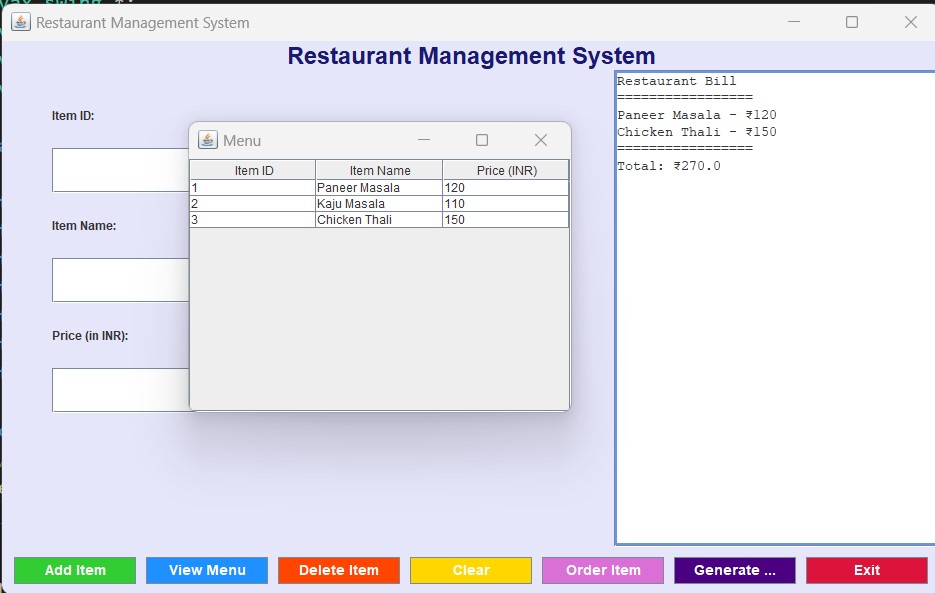 Restaurant Management System
Restaurant Management System
Item ID:
Item Name:
Price (in INR):
Menu
Item ID Item Name Price (INR)
1 Paneer Masala 120
2 Kaju Masala 110
3 Chicken Thali 150
Restaurant Bill
=================
Paneer Masala - ₹120
Chicken Thali - ₹150
=================
Total: ₹270.0
Add Item View Menu Delete Item Clear Order Item Generate ... Exit